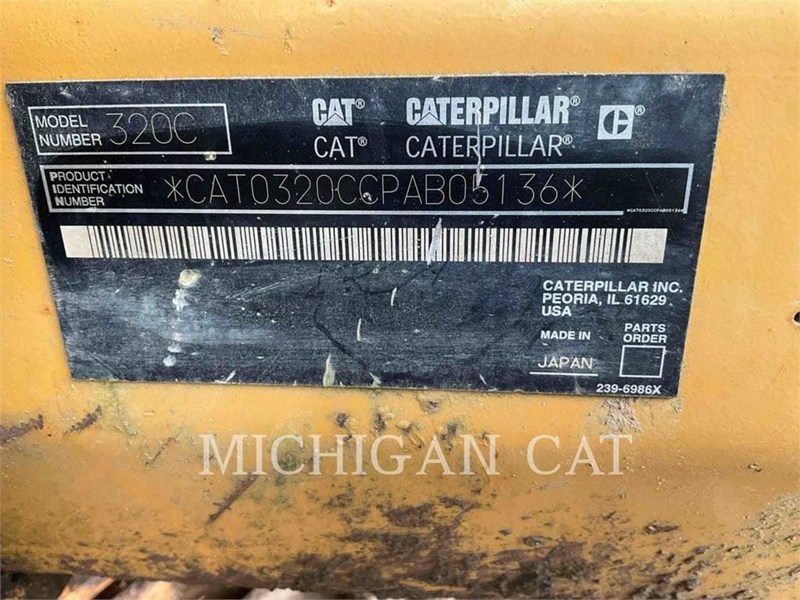 MODEL NUMBER 320C
CAT® CATERPILLAR® ®
CAT® CATERPILLAR®
PRODUCT IDENTIFICATION NUMBER *CAT0320CCPAB05136*
*CAT0320CCPAB05136*
CATERPILLAR INC.
PEORIA, IL 61629
USA
MADE IN JAPAN
PARTS ORDER
239-6986X
MICHIGAN CAT